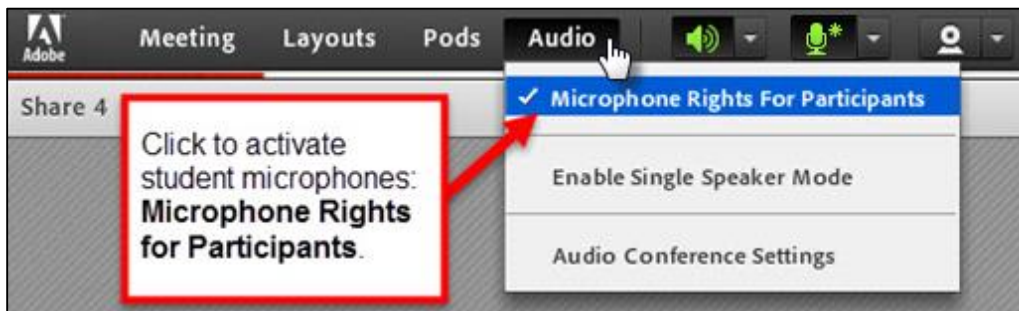 Adobe
Meeting Layouts Pods Audio
Share 4
Click to activate
student microphones:
Microphone Rights
for Participants.
Microphone Rights For Participants
Enable Single Speaker Mode
Audio Conference Settings